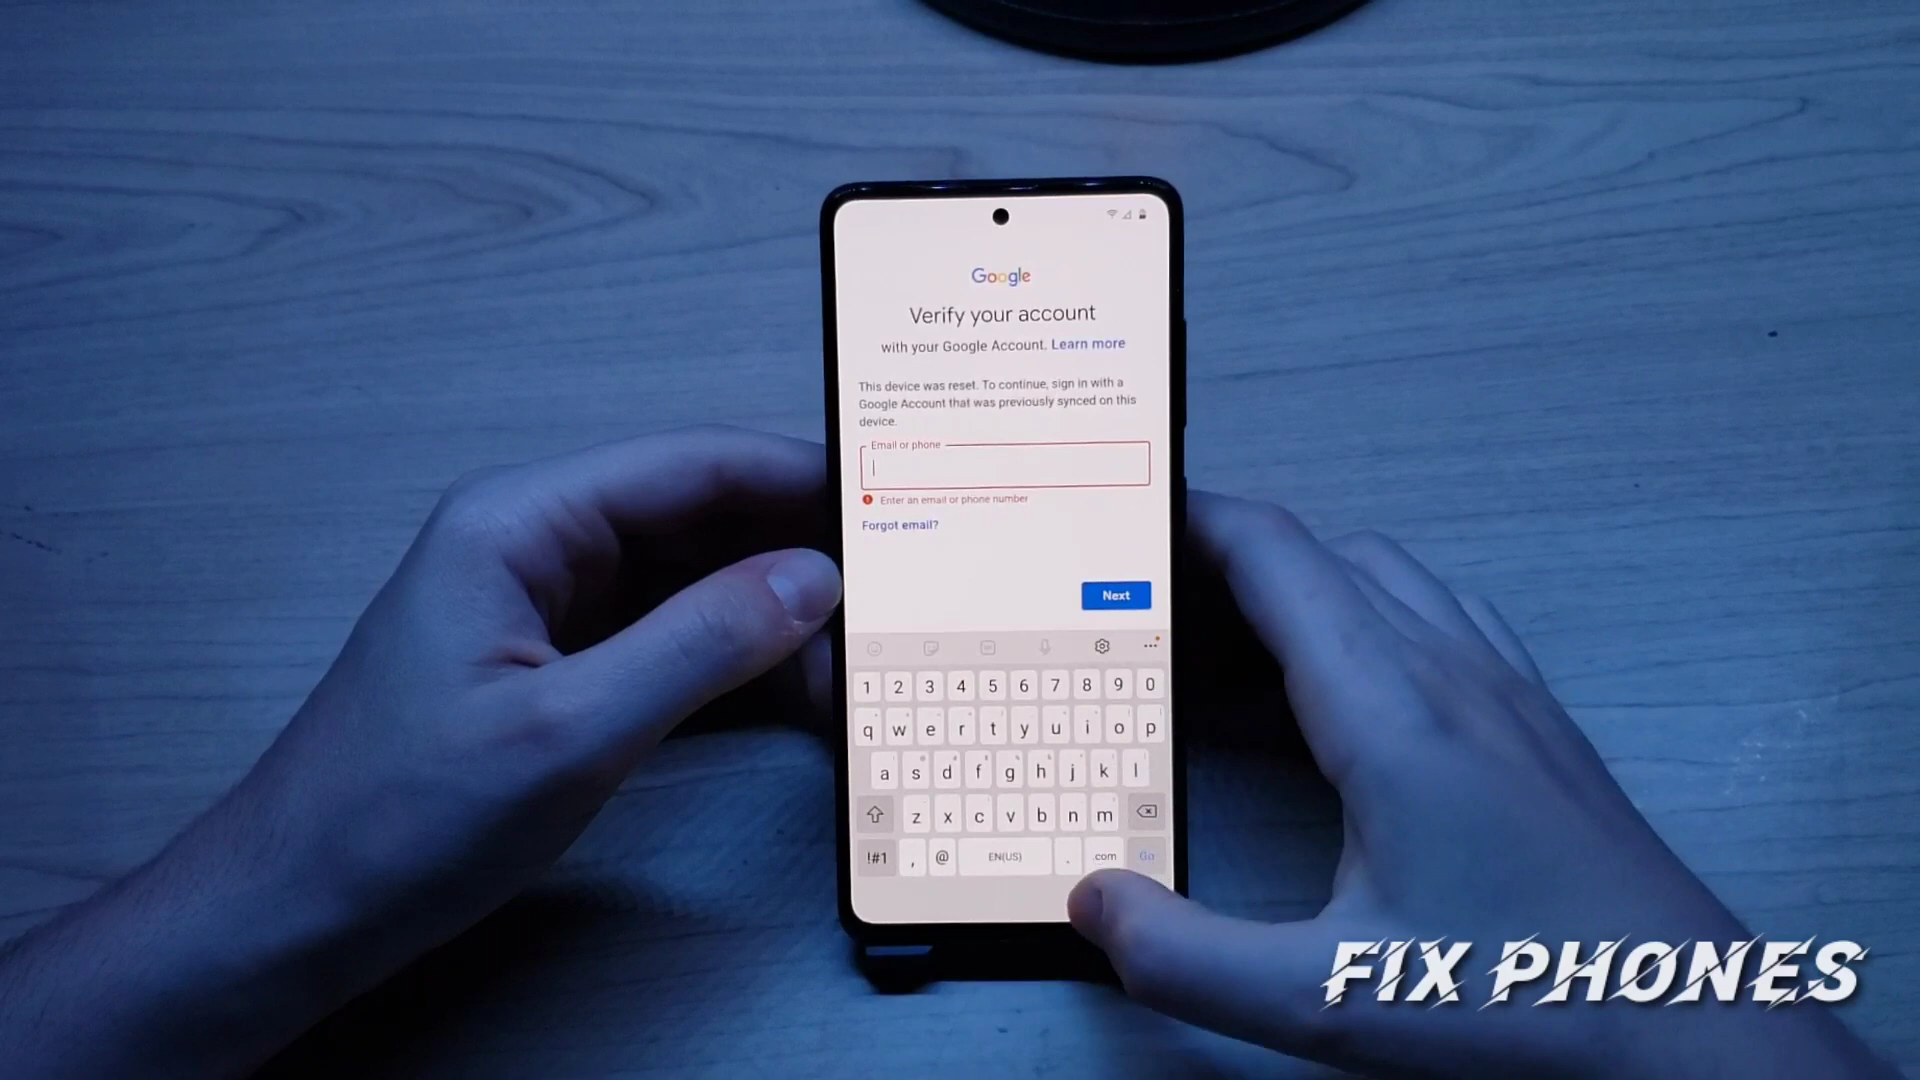 Google
Verify your account
with your Google Account. Learn more
This device was reset. To continue, sign in with a
Google Account that was previously synced on this
device.
Email or phone
Enter an email or phone number
Forgot email?
Next
1 2 3 4 5 6 7 8 9 0
q w e r t y u i o p
a s d f g h j k l
z x c v b n m
!#1 , @ EN(US) . .com Go
FIX PHONES